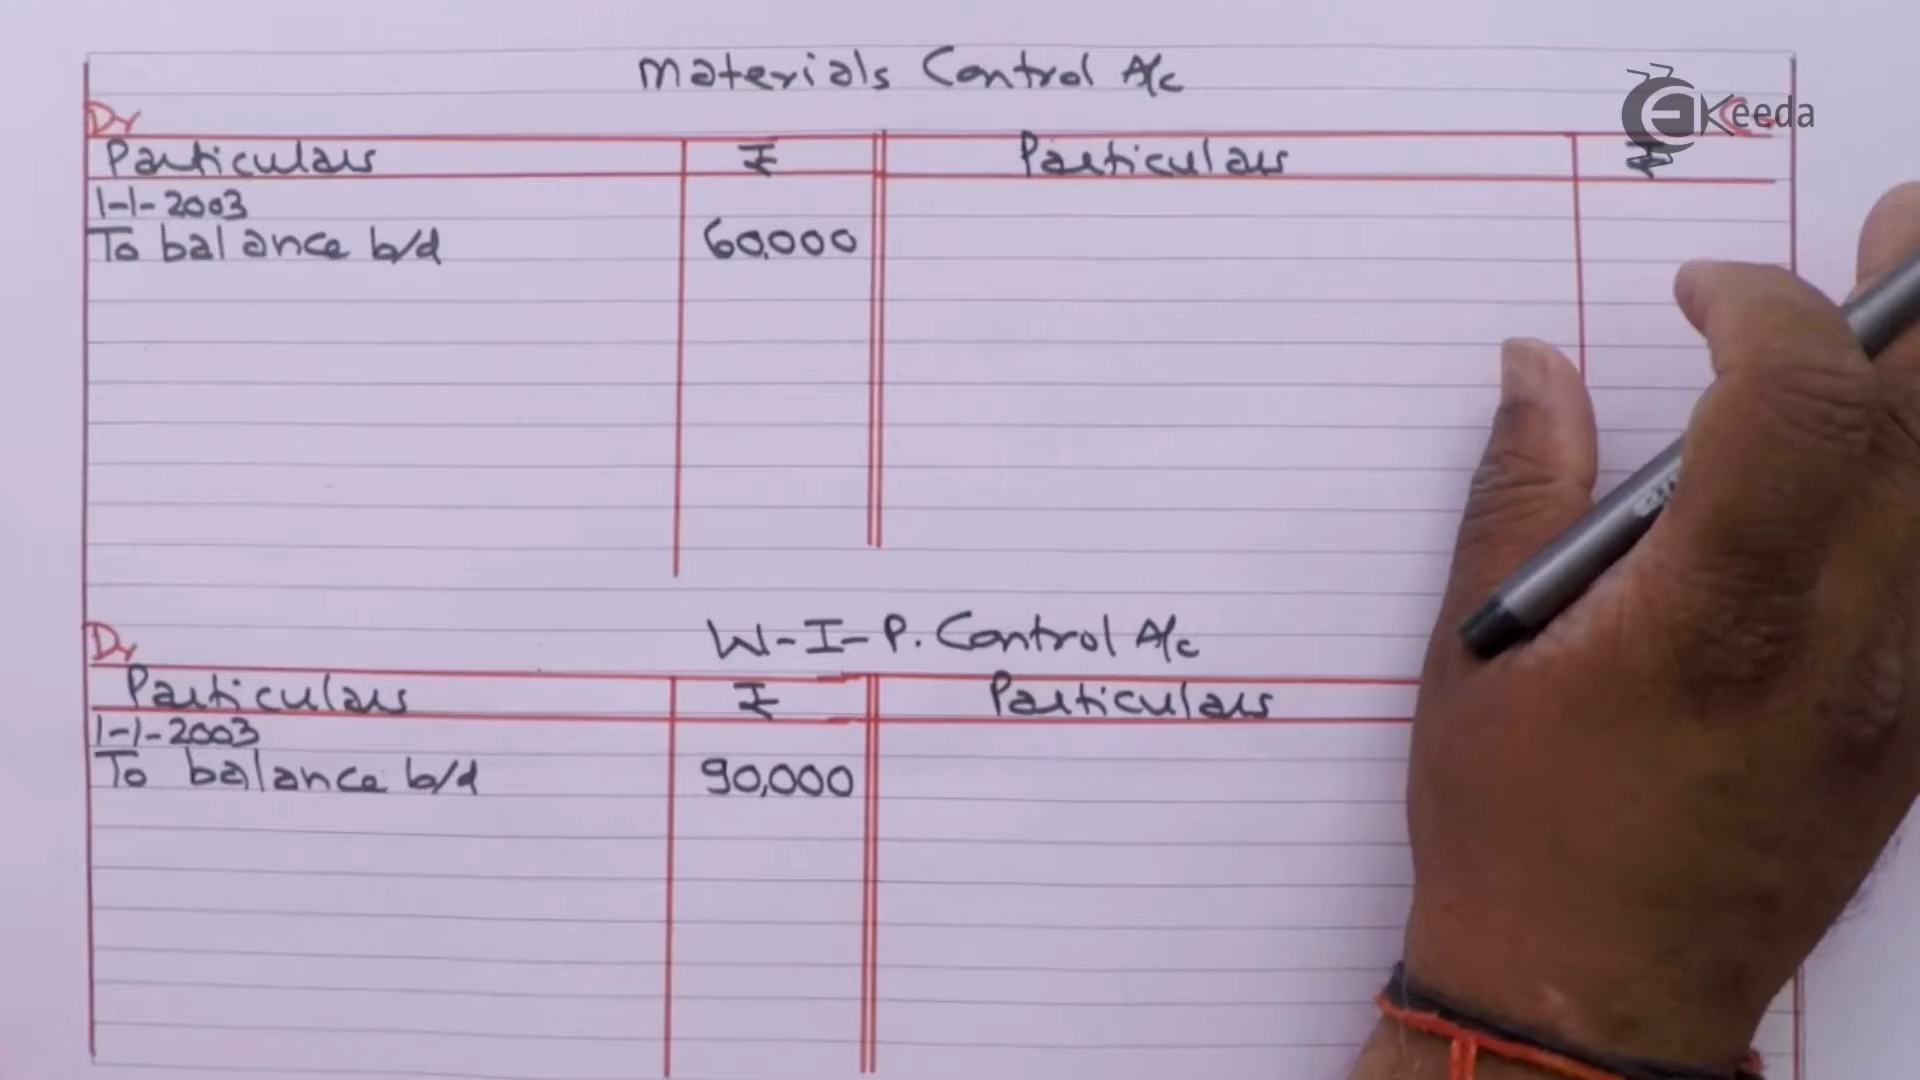 Materials Control A/c
Dr
Particulars ₹ Particulars ₹
1-1-2003
To balance b/d 60,000
W-I-P. Control A/c
Dr
Particulars ₹ Particulars
1-1-2003
To balance b/d 90,000
EKeeda